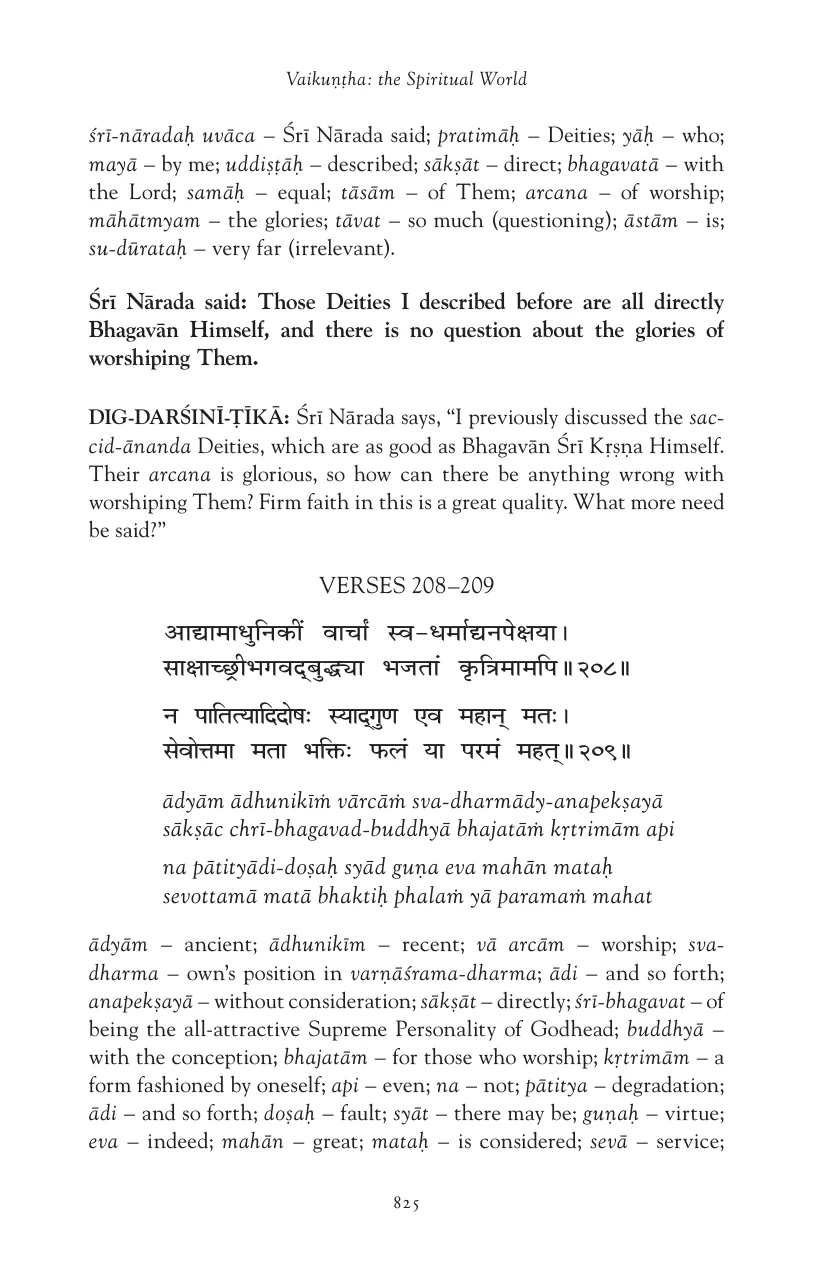 Vaikuṇṭha: the Spiritual World
śrī-nāradaḥ uvāca – Śrī Nārada said; pratimāḥ – Deities; yāḥ – who;
mayā – by me; uddiṣṭāḥ – described; sākṣāt – direct; bhagavatā – with
the Lord; samāḥ – equal; tāsām – of Them; arcana – of worship;
māhātmyam – the glories; tāvat – so much (questioning); āstām – is;
su-dūrataḥ – very far (irrelevant).
Śrī Nārada said: Those Deities I described before are all directly
Bhagavān Himself, and there is no question about the glories of
worshiping Them.
DIG-DARŚINĪ-ṬĪKĀ: Śrī Nārada says, “I previously discussed the sac-
cid-ānanda Deities, which are as good as Bhagavān Śrī Kṛṣṇa Himself.
Their arcana is glorious, so how can there be anything wrong with
worshiping Them? Firm faith in this is a great quality. What more need
be said?”
VERSES 208–209
आद्यामाधुनिकीं वार्चां स्व-धर्माद्यनपेक्षया।
साक्षाच्छ्रीभगवद्बुद्ध्या भजतां कृत्रिमामपि॥२०८॥
न पातित्यादिदोषः स्याद्गुण एव महान् मतः।
सेवोत्तमा मता भक्तिः फलं या परमं महत्॥२०९॥
ādyām ādhunikīṁ vārcāṁ sva-dharmādy-anapekṣayā
sākṣāc chrī-bhagavad-buddhyā bhajatāṁ kṛtrimām api
na pātityādi-doṣaḥ syād guṇa eva mahān mataḥ
sevottamā matā bhaktiḥ phalaṁ yā paramaṁ mahat
ādyām – ancient; ādhunikīm – recent; vā arcām – worship; sva-
dharma – own’s position in varṇāśrama-dharma; ādi – and so forth;
anapekṣayā – without consideration; sākṣāt – directly; śrī-bhagavat – of
being the all-attractive Supreme Personality of Godhead; buddhyā –
with the conception; bhajatām – for those who worship; kṛtrimām – a
form fashioned by oneself; api – even; na – not; pātitya – degradation;
ādi – and so forth; doṣaḥ – fault; syāt – there may be; guṇaḥ – virtue;
eva – indeed; mahān – great; mataḥ – is considered; sevā – service;
825